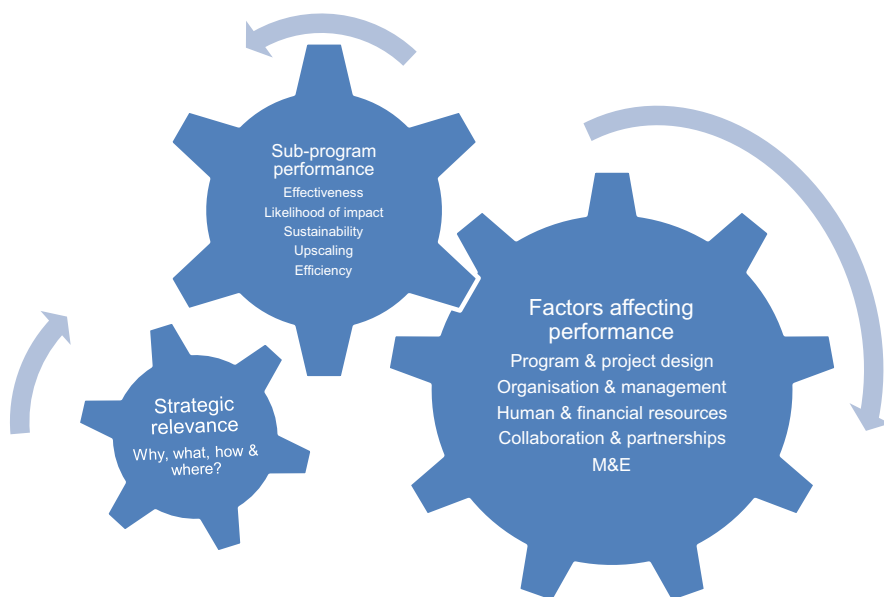 Sub-program
performance
Effectiveness
Likelihood of impact
Sustainability
Upscaling
Efficiency
Factors affecting
performance
Program & project design
Organisation & management
Human & financial resources
Collaboration & partnerships
M&E
Strategic
relevance
Why, what, how &
where?